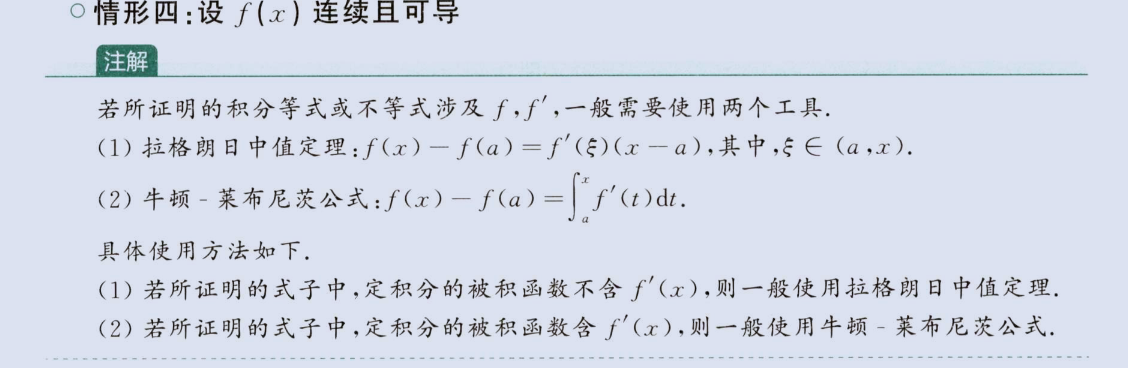 ○ 情形四:设 f(x) 连续且可导
注解
若所证明的积分等式或不等式涉及 f,f′,一般需要使用两个工具.
(1) 拉格朗日中值定理:f(x)－f(a)＝f′(ξ)(x－a),其中,ξ∈(a,x).
(2) 牛顿-莱布尼茨公式:f(x)－f(a)＝∫ₐˣ f′(t)dt.
具体使用方法如下.
(1) 若所证明的式子中,定积分的被积函数不含 f′(x),则一般使用拉格朗日中值定理.
(2) 若所证明的式子中,定积分的被积函数含 f′(x),则一般使用牛顿-莱布尼茨公式.